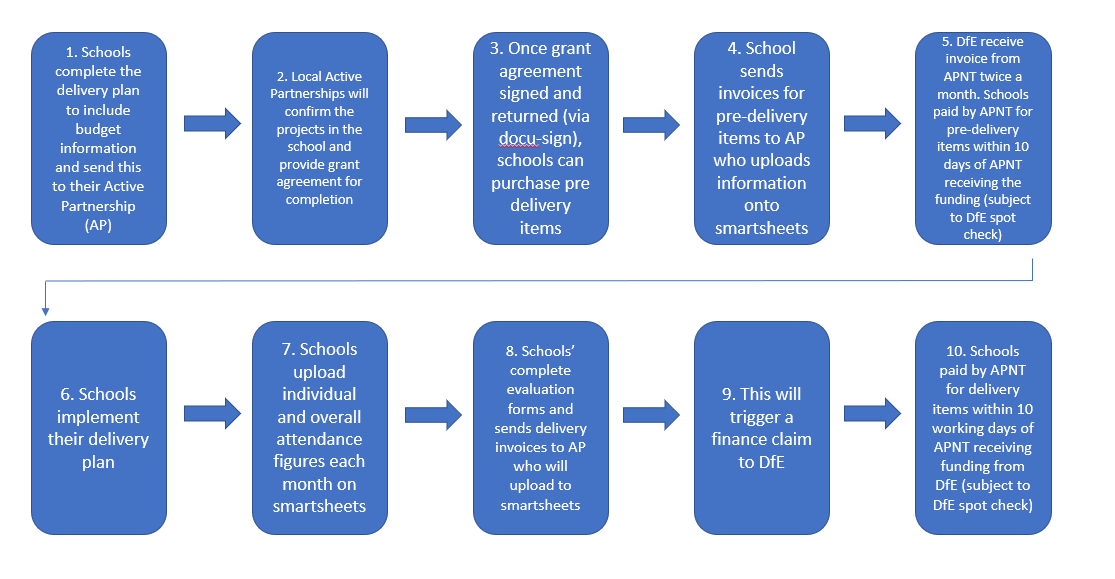 1. Schools
complete the
delivery plan
to include
budget
information
and send this
to their Active
Partnership
(AP)
2. Local Active
Partnerships will
confirm the
projects in the
school and
provide grant
agreement for
completion
3. Once grant
agreement
signed and
returned (via
docu-sign),
schools can
purchase pre
delivery
items
4. School
sends
invoices for
pre-delivery
items to AP
who uploads
information
onto
smartsheets
5. DfE receive
invoice from
APNT twice a
month. Schools
paid by APNT for
pre-delivery
items within 10
days of APNT
receiving the
funding (subject
to DfE spot
check)
6. Schools
implement
their delivery
plan
7. Schools
upload
individual
and overall
attendance
figures each
month on
smartsheets
8. Schools’
complete
evaluation
forms and
sends delivery
invoices to AP
who will
upload to
smartsheets
9. This will
trigger a
finance claim
to DfE
10. Schools
paid by APNT
for delivery
items within 10
working days of
APNT receiving
funding from
DfE (subject to
DfE spot check)